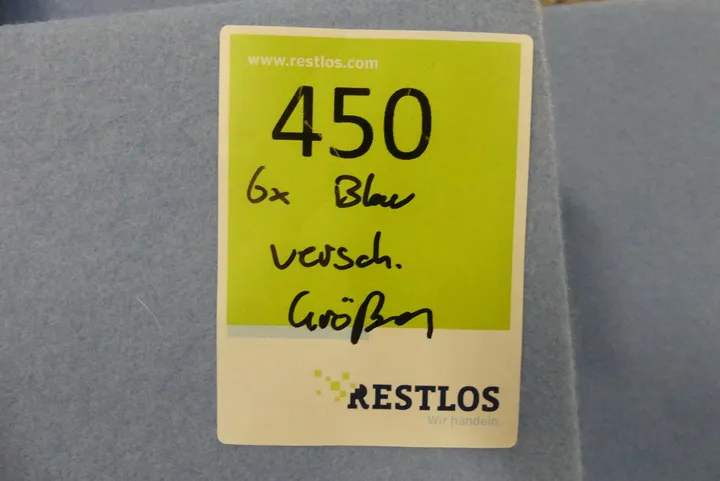 www.restlos.com
450
6x Blau
versch.
Größen
RESTLOS
Wir handeln.